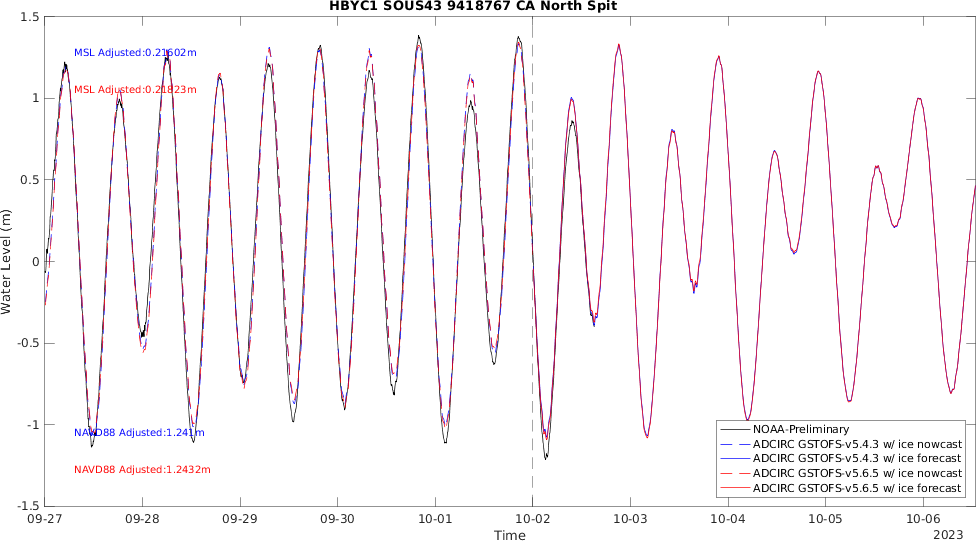 HBYC1 SOUS43 9418767 CA North Spit
1.5
1
0.5
0
-0.5
-1
-1.5
Water Level (m)
MSL Adjusted:0.21602m
MSL Adjusted:0.21823m
NAVD88 Adjusted:1.241m
NAVD88 Adjusted:1.2432m
NOAA-Preliminary
ADCIRC GSTOFS-v5.4.3 w/ ice nowcast
ADCIRC GSTOFS-v5.4.3 w/ ice forecast
ADCIRC GSTOFS-v5.6.5 w/ ice nowcast
ADCIRC GSTOFS-v5.6.5 w/ ice forecast
09-27 09-28 09-29 09-30 10-01 10-02 10-03 10-04 10-05 10-06
Time
2023